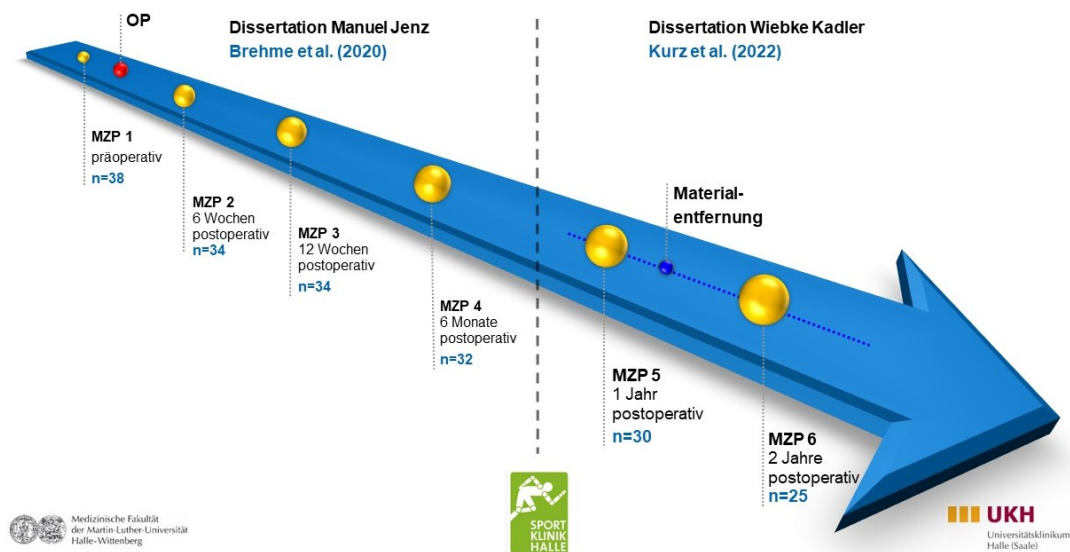 OP
Dissertation Manuel Jenz
Brehme et al. (2020)
Dissertation Wiebke Kadler
Kurz et al. (2022)
MZP 1
präoperativ
n=38
MZP 2
6 Wochen
postoperativ
n=34
MZP 3
12 Wochen
postoperativ
n=34
MZP 4
6 Monate
postoperativ
n=32
Material-
entfernung
MZP 5
1 Jahr
postoperativ
n=30
MZP 6
2 Jahre
postoperativ
n=25
Medizinische Fakultät
der Martin-Luther-Universität
Halle-Wittenberg
SPORT
KLINIK
HALLE
UKH
Universitätsklinikum
Halle (Saale)